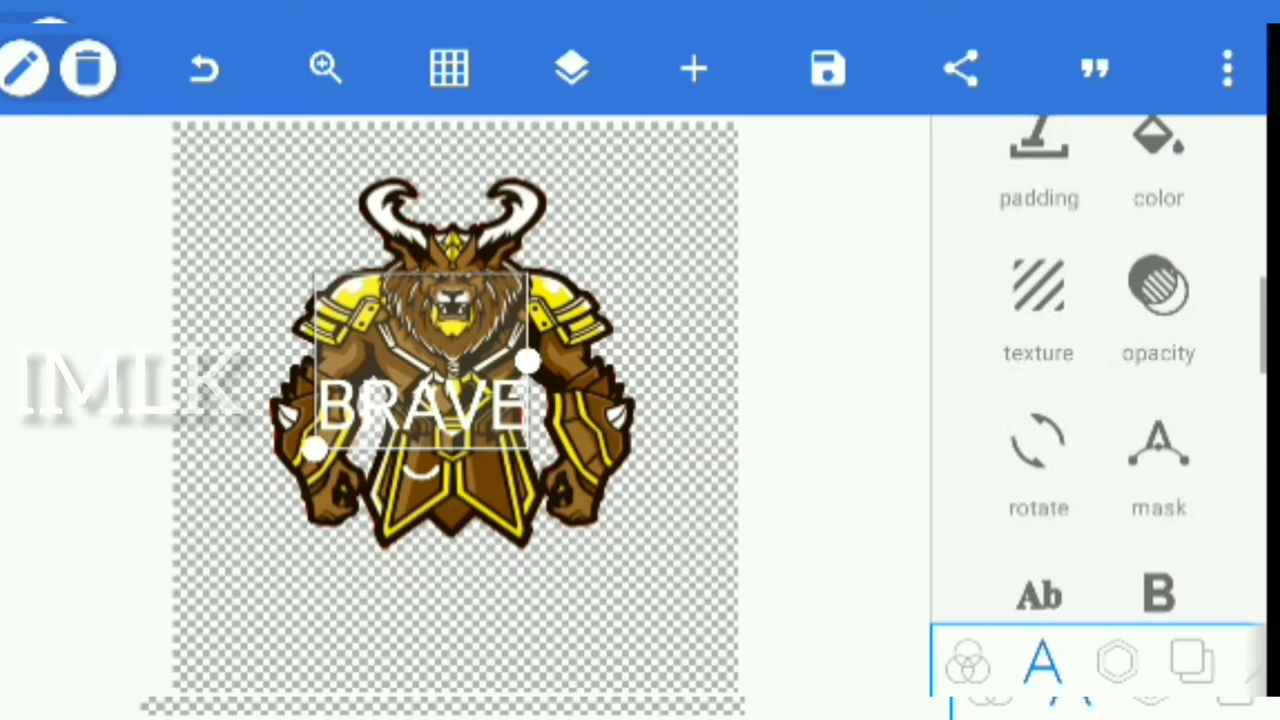 padding color
texture opacity
IMLK
BRAVE
rotate mask
Ab B